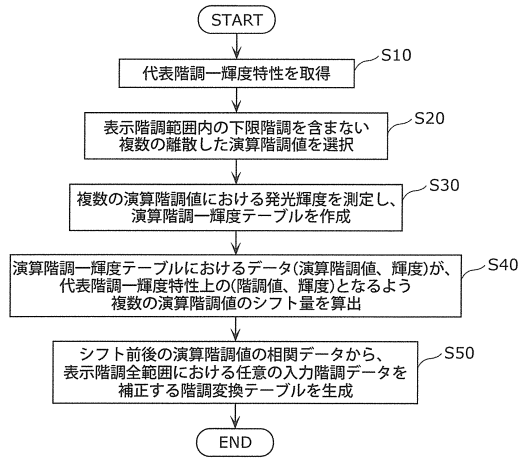 START
S10
代表階調―輝度特性を取得
S20
表示階調範囲内の下限階調を含まない
複数の離散した演算階調値を選択
S30
複数の演算階調値における発光輝度を測定し、
演算階調―輝度テーブルを作成
S40
演算階調―輝度テーブルにおけるデータ(演算階調値、輝度)が、
代表階調―輝度特性上の(階調値、輝度)となるよう
複数の演算階調値のシフト量を算出
S50
シフト前後の演算階調値の相関データから、
表示階調全範囲における任意の入力階調データを
補正する階調変換テーブルを生成
END